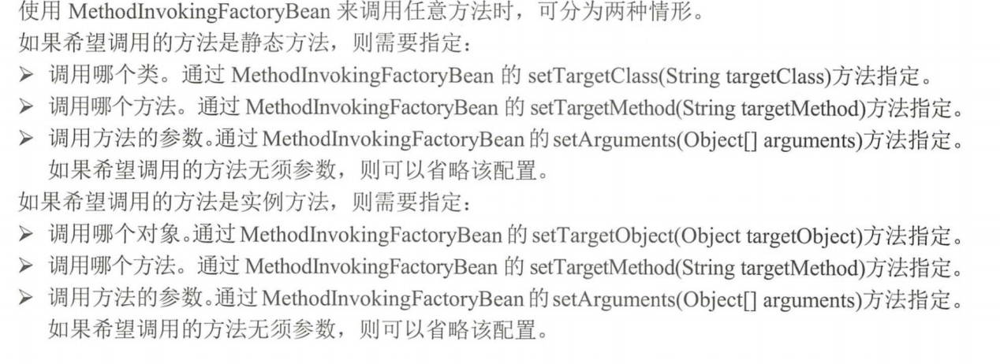 使用 MethodInvokingFactoryBean 来调用任意方法时，可分为两种情形。
如果希望调用的方法是静态方法，则需要指定：
➢ 调用哪个类。通过 MethodInvokingFactoryBean 的 setTargetClass(String targetClass)方法指定。
➢ 调用哪个方法。通过 MethodInvokingFactoryBean 的 setTargetMethod(String targetMethod)方法指定。
➢ 调用方法的参数。通过 MethodInvokingFactoryBean 的 setArguments(Object[] arguments)方法指定。
如果希望调用的方法无须参数，则可以省略该配置。
如果希望调用的方法是实例方法，则需要指定：
➢ 调用哪个对象。通过 MethodInvokingFactoryBean 的 setTargetObject(Object targetObject)方法指定。
➢ 调用哪个方法。通过 MethodInvokingFactoryBean 的 setTargetMethod(String targetMethod)方法指定。
➢ 调用方法的参数。通过 MethodInvokingFactoryBean 的 setArguments(Object[] arguments)方法指定。
如果希望调用的方法无须参数，则可以省略该配置。